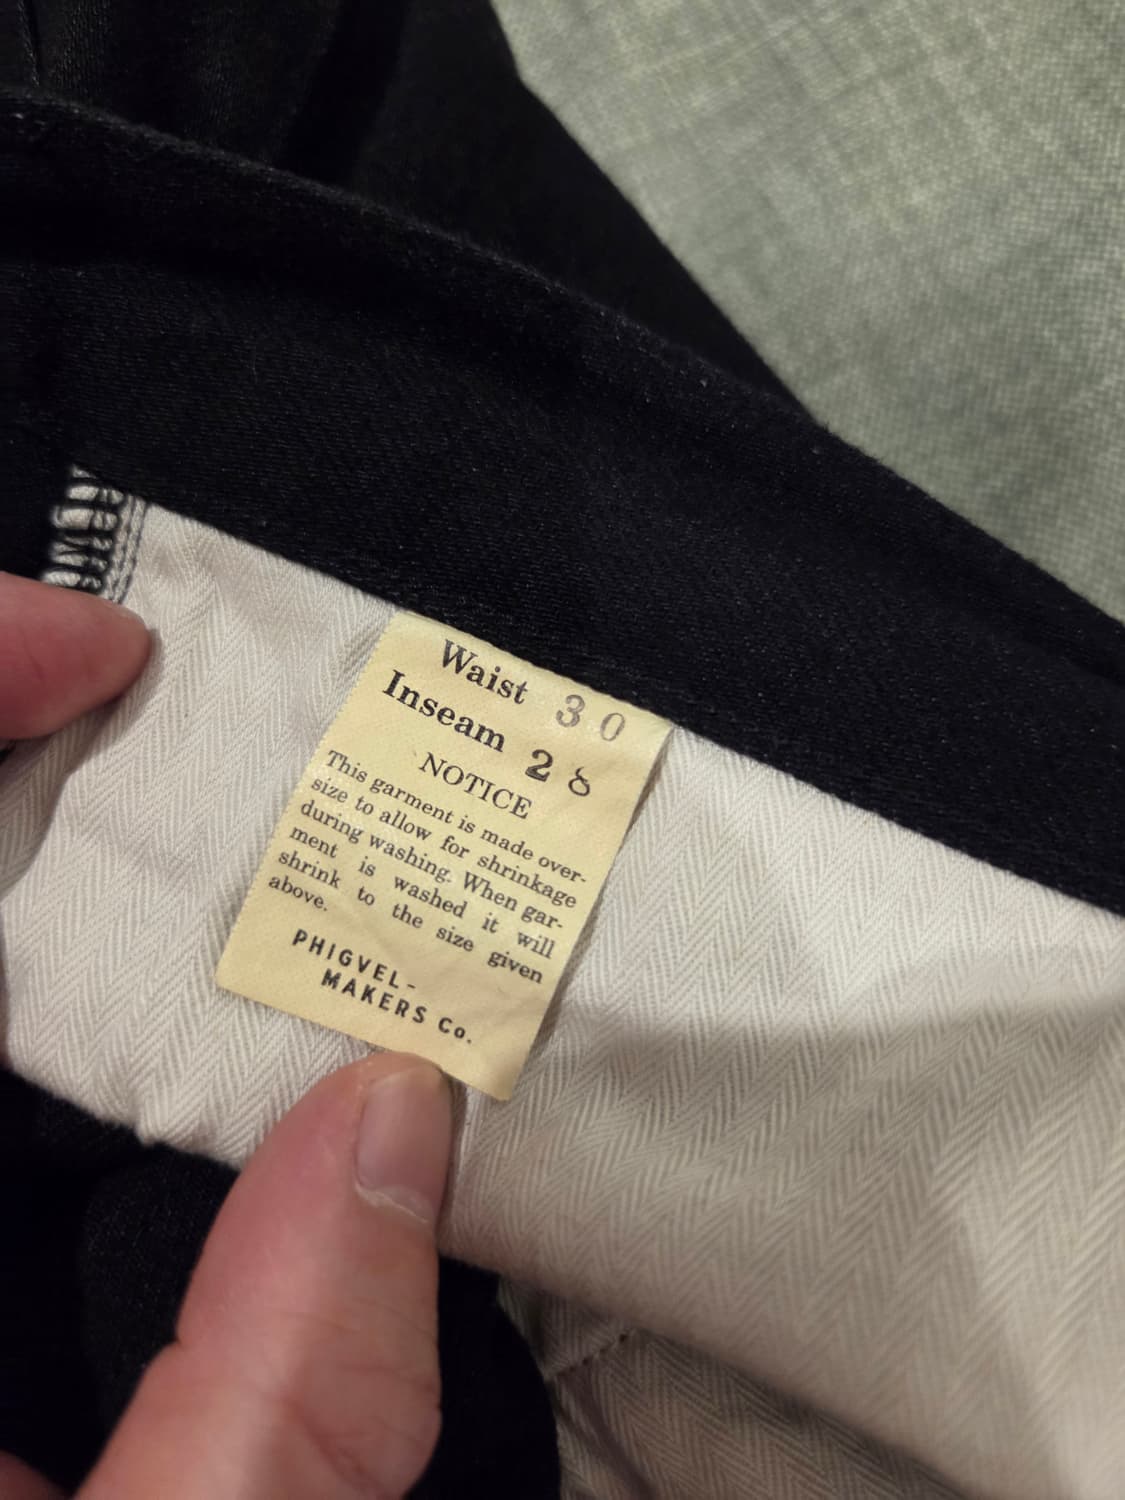 Waist 30
Inseam 28
NOTICE
This garment is made over-
size to allow for shrinkage
during washing. When gar-
ment is washed it will
shrink to the size given
above.
PHIGVEL-
MAKERS Co.